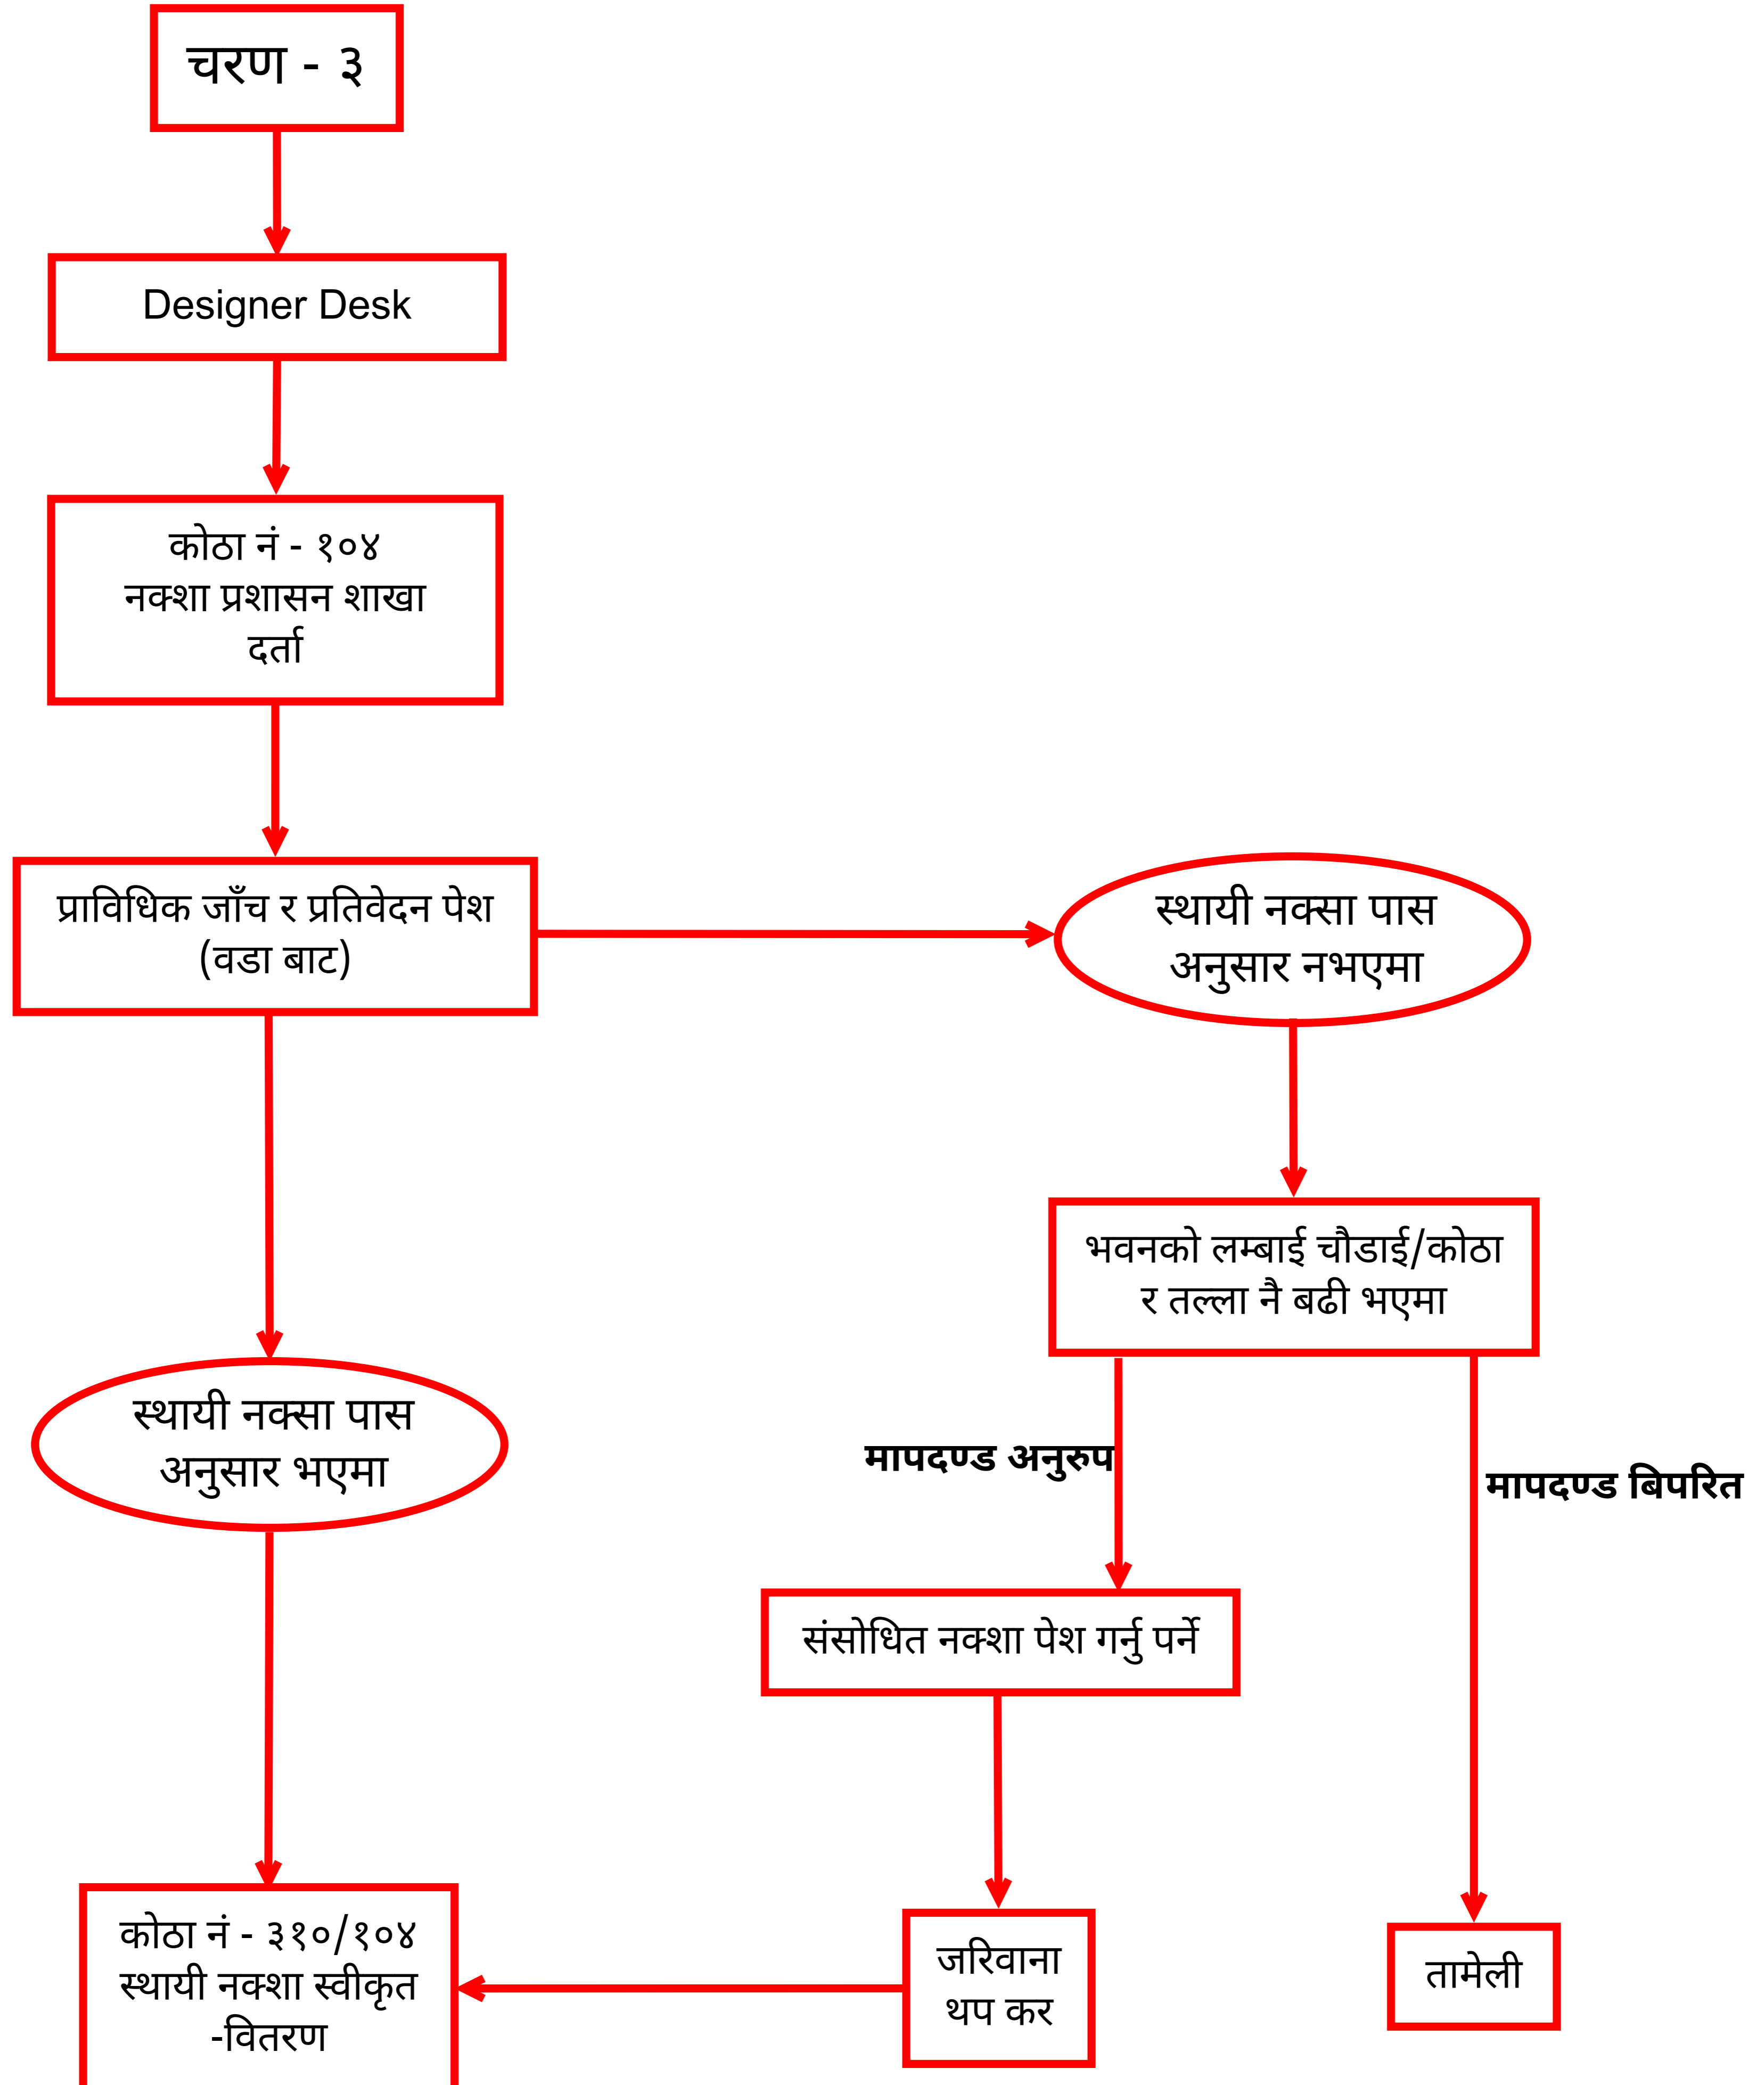 चरण - ३
Designer Desk
कोठा नं - १०४
नक्शा प्रशासन शाखा
दर्ता
प्राविधिक जाँच र प्रतिवेदन पेश
(वडा बाट)
स्थायी नक्सा पास
अनुसार नभएमा
भवनको लम्बाई चौडाई/कोठा
र तल्ला नै बढी भएमा
स्थायी नक्सा पास
अनुसार भएमा
मापदण्ड अनुरुप
मापदण्ड बिपरित
संसोधित नक्शा पेश गर्नु पर्ने
कोठा नं - ३१०/१०४
स्थायी नक्शा स्वीकृत
-वितरण
जरिवाना
थप कर
तामेली